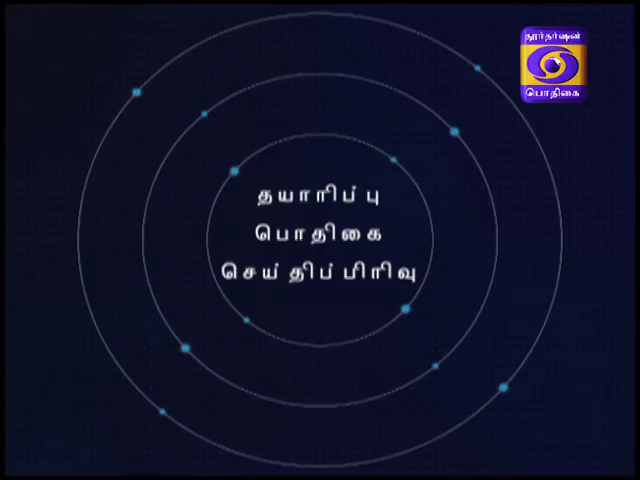 தூர்தர்ஷன்
பொதிகை
தயாரிப்பு
பொதிகை
செய்திப்பிரிவு